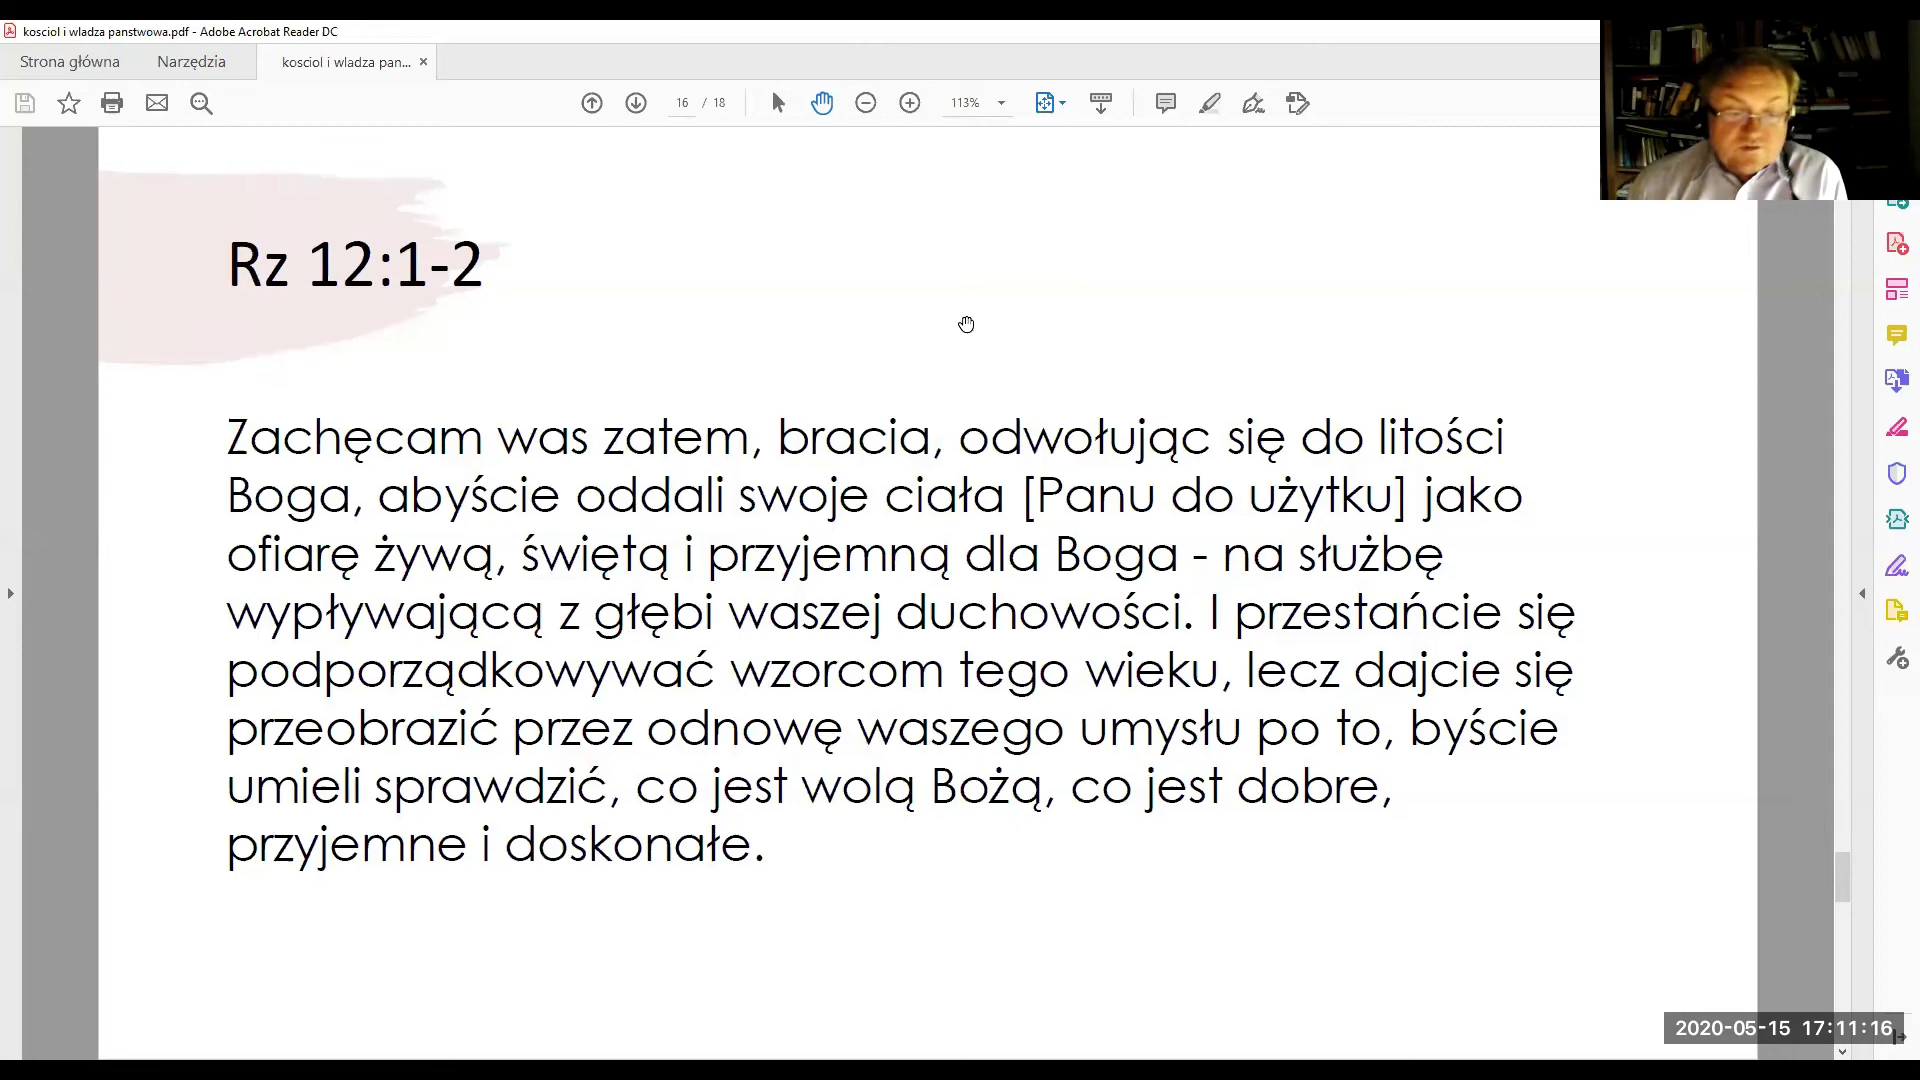 kosciol i wladza panstwowa.pdf - Adobe Acrobat Reader DC
Strona główna
Narzędzia
kosciol i wladza pan...
16 / 18
113%
Rz 12:1-2
Zachęcam was zatem, bracia, odwołując się do litości
Boga, abyście oddali swoje ciała [Panu do użytku] jako
ofiarę żywą, świętą i przyjemną dla Boga - na służbę
wypływającą z głębi waszej duchowości. I przestańcie się
podporządkowywać wzorcom tego wieku, lecz dajcie się
przeobrazić przez odnowę waszego umysłu po to, byście
umieli sprawdzić, co jest wolą Bożą, co jest dobre,
przyjemne i doskonałe.
2020-05-15 17:11:16